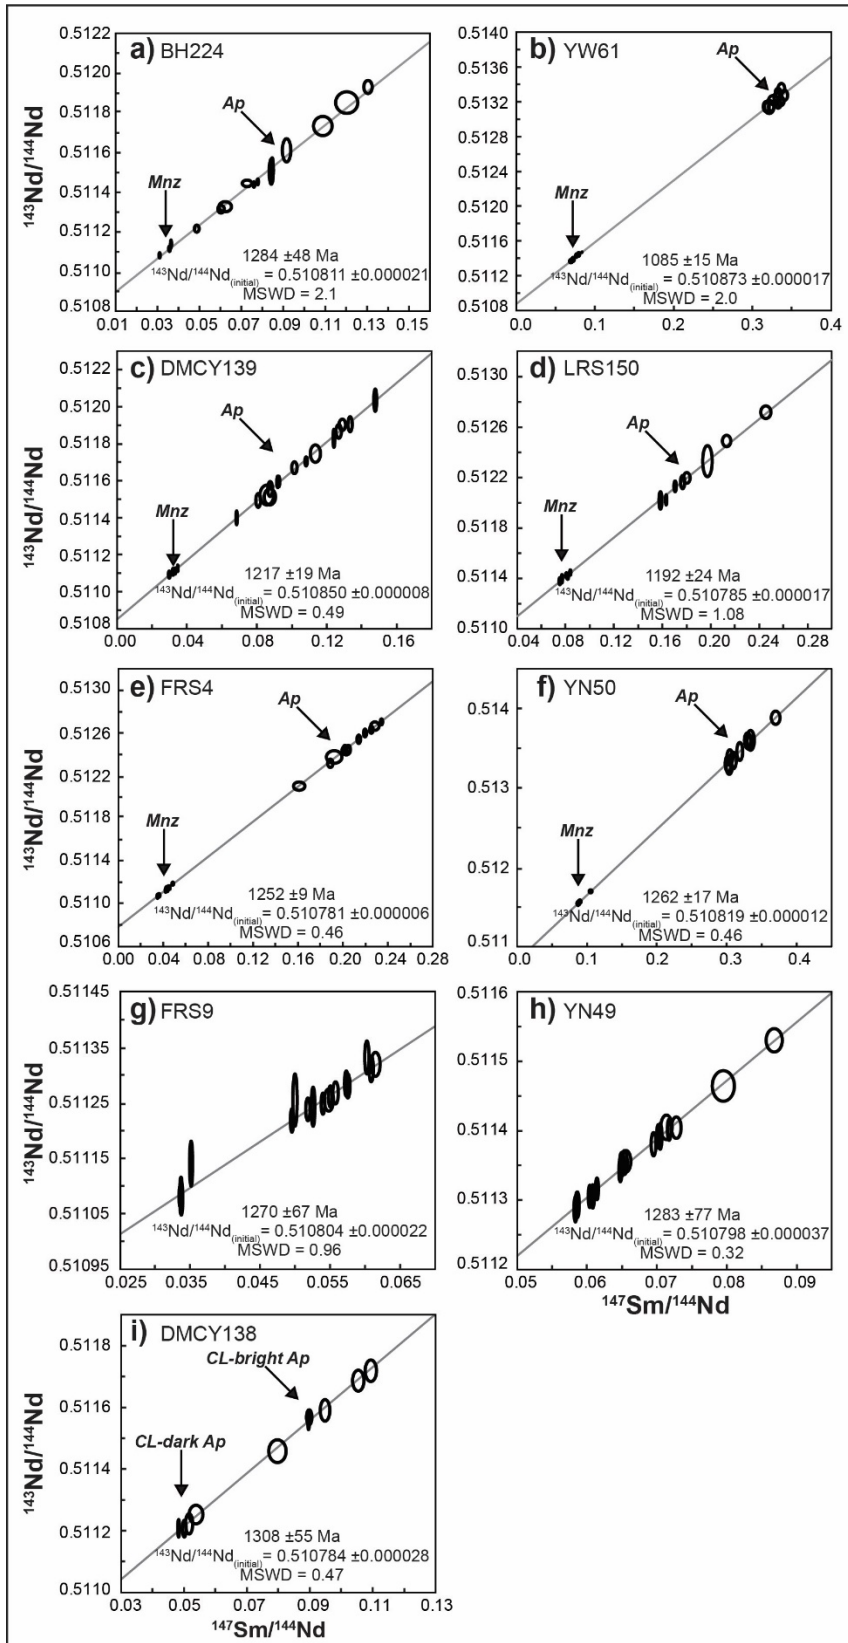 a) BH224
143Nd/144Nd
0.5122
0.5120
0.5118
0.5116
0.5114
0.5112
0.5110
0.5108
Ap
Mnz
1284 ±48 Ma
143Nd/144Nd(initial)= 0.510811 ±0.000021
MSWD = 2.1
0.01 0.03 0.05 0.07 0.09 0.11 0.13 0.15
b) YW61
0.5140
0.5136
0.5132
0.5128
0.5124
0.5120
0.5116
0.5112
0.5108
Ap
Mnz
1085 ±15 Ma
143Nd/144Nd(initial)= 0.510873 ±0.000017
MSWD = 2.0
0.0 0.1 0.2 0.3 0.4
c) DMCY139
143Nd/144Nd
0.5122
0.5120
0.5118
0.5116
0.5114
0.5112
0.5110
0.5108
Ap
Mnz
1217 ±19 Ma
143Nd/144Nd(initial)= 0.510850 ±0.000008
MSWD = 0.49
0.00 0.04 0.08 0.12 0.16
d) LRS150
0.5130
0.5126
0.5122
0.5118
0.5114
0.5110
Ap
Mnz
1192 ±24 Ma
143Nd/144Nd(initial)= 0.510785 ±0.000017
MSWD = 1.08
0.04 0.08 0.12 0.16 0.20 0.24 0.28
e) FRS4
143Nd/144Nd
0.5130
0.5126
0.5122
0.5118
0.5114
0.5110
0.5106
Ap
Mnz
1252 ±9 Ma
143Nd/144Nd(initial)= 0.510781 ±0.000006
MSWD = 0.46
0.00 0.04 0.08 0.12 0.16 0.20 0.24 0.28
f) YN50
0.514
0.513
0.512
0.511
Ap
Mnz
1262 ±17 Ma
143Nd/144Nd(initial)= 0.510819 ±0.000012
MSWD = 0.46
0.0 0.1 0.2 0.3 0.4
g) FRS9
143Nd/144Nd
0.51145
0.51135
0.51125
0.51115
0.51105
0.51095
1270 ±67 Ma
143Nd/144Nd(initial)= 0.510804 ±0.000022
MSWD = 0.96
0.025 0.035 0.045 0.055 0.065
h) YN49
0.5116
0.5115
0.5114
0.5113
0.5112
1283 ±77 Ma
143Nd/144Nd(initial)= 0.510798 ±0.000037
MSWD = 0.32
0.05 0.06 0.07 0.08 0.09
147Sm/144Nd
i) DMCY138
143Nd/144Nd
0.5118
0.5116
0.5114
0.5112
0.5110
CL-bright Ap
CL-dark Ap
1308 ±55 Ma
143Nd/144Nd(initial)= 0.510784 ±0.000028
MSWD = 0.47
0.03 0.05 0.07 0.09 0.11 0.13
147Sm/144Nd